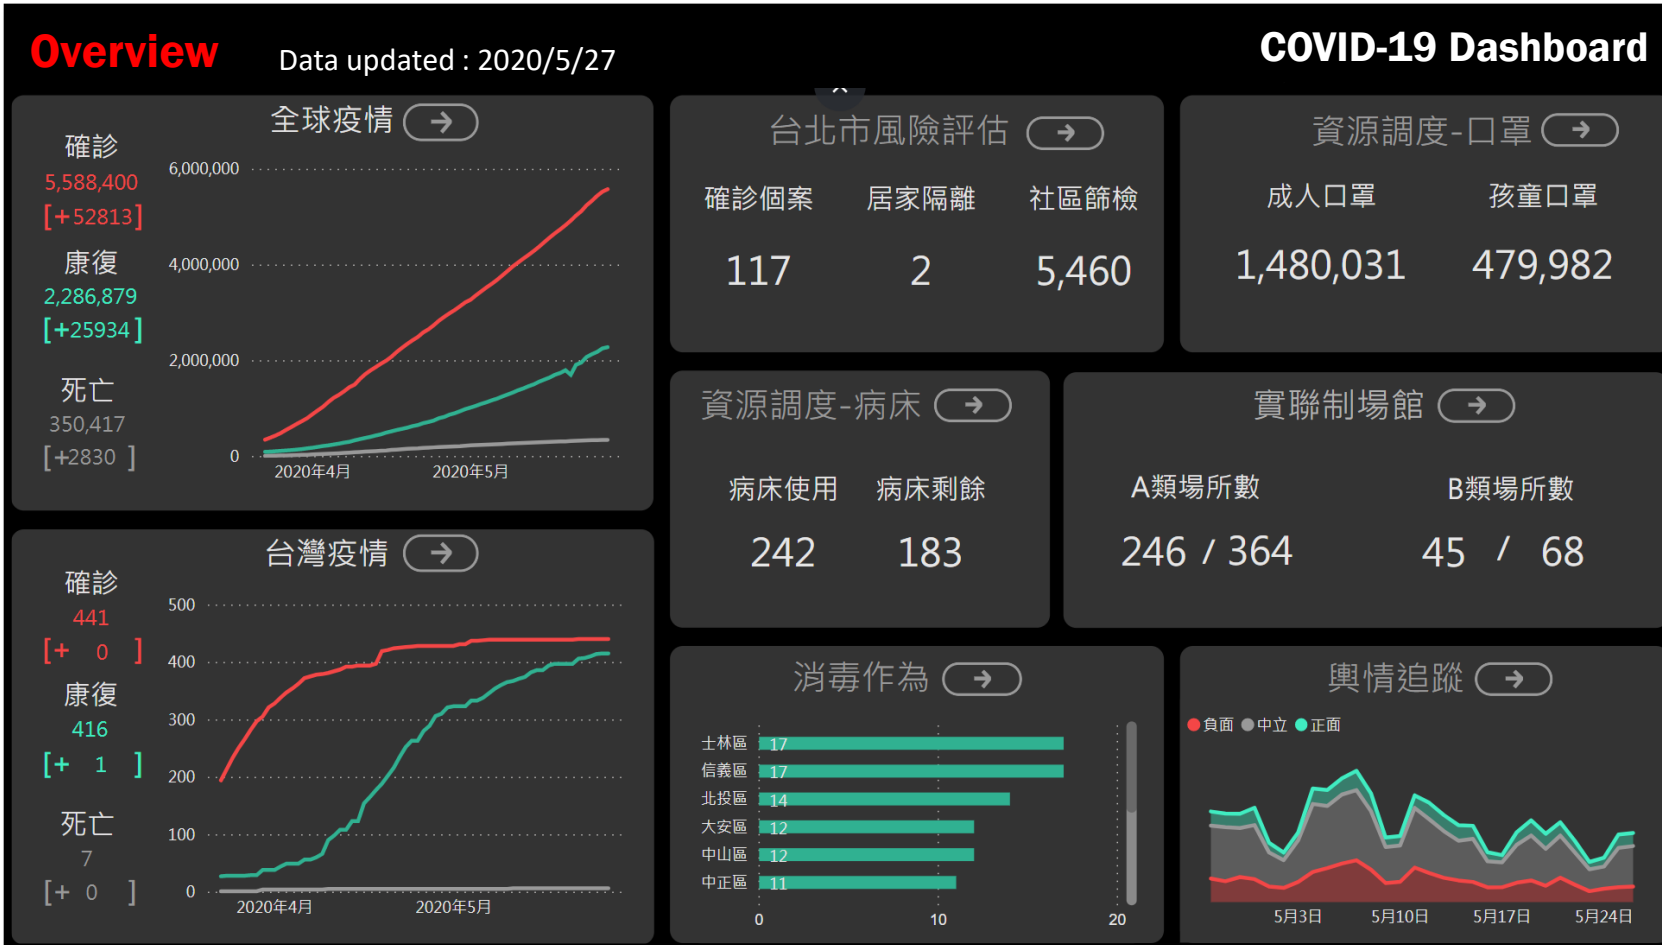 Overview
Data updated : 2020/5/27
COVID-19 Dashboard
全球疫情
確診
5,588,400
[+52813]
康復
2,286,879
[+25934]
死亡
350,417
[+2830 ]
6,000,000
4,000,000
2,000,000
0
2020年4月 2020年5月
台灣疫情
確診
441
[+ 0 ]
康復
416
[+ 1 ]
死亡
7
[+ 0 ]
500
400
300
200
100
0
2020年4月 2020年5月
台北市風險評估
確診個案 居家隔離 社區篩檢
117 2 5,460
資源調度-口罩
成人口罩 孩童口罩
1,480,031 479,982
資源調度-病床
病床使用 病床剩餘
242 183
實聯制場館
A類場所數 B類場所數
246 / 364 45 / 68
消毒作為
士林區 17
信義區 17
北投區 14
大安區 12
中山區 12
中正區 11
0 10 20
輿情追蹤
負面 中立 正面
5月3日 5月10日 5月17日 5月24日